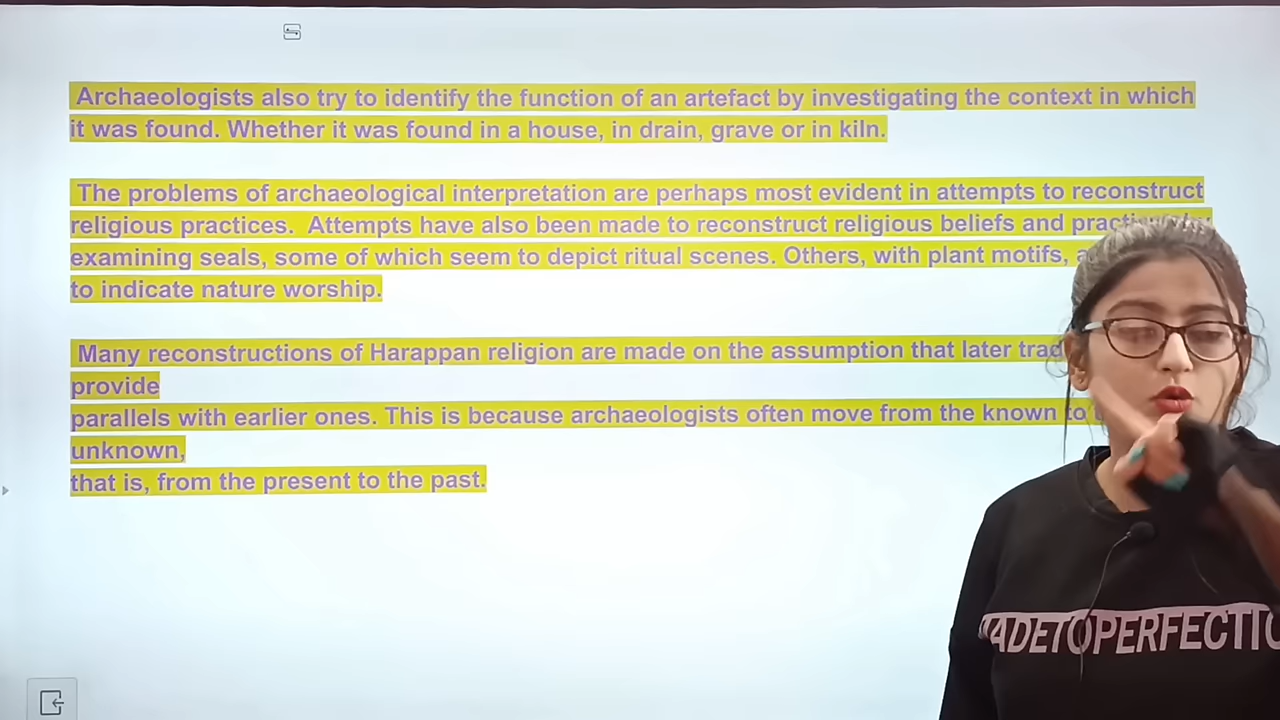 Archaeologists also try to identify the function of an artefact by investigating the context in which
it was found. Whether it was found in a house, in drain, grave or in kiln.
The problems of archaeological interpretation are perhaps most evident in attempts to reconstruct
religious practices. Attempts have also been made to reconstruct religious beliefs and
examining seals, some of which seem to depict ritual scenes. Others, with plant motifs,
to indicate nature worship.
Many reconstructions of Harappan religion are made on the assumption that later
provide
parallels with earlier ones. This is because archaeologists often move from the known to
unknown,
that is, from the present to the past.
ADETOPERFECTIO